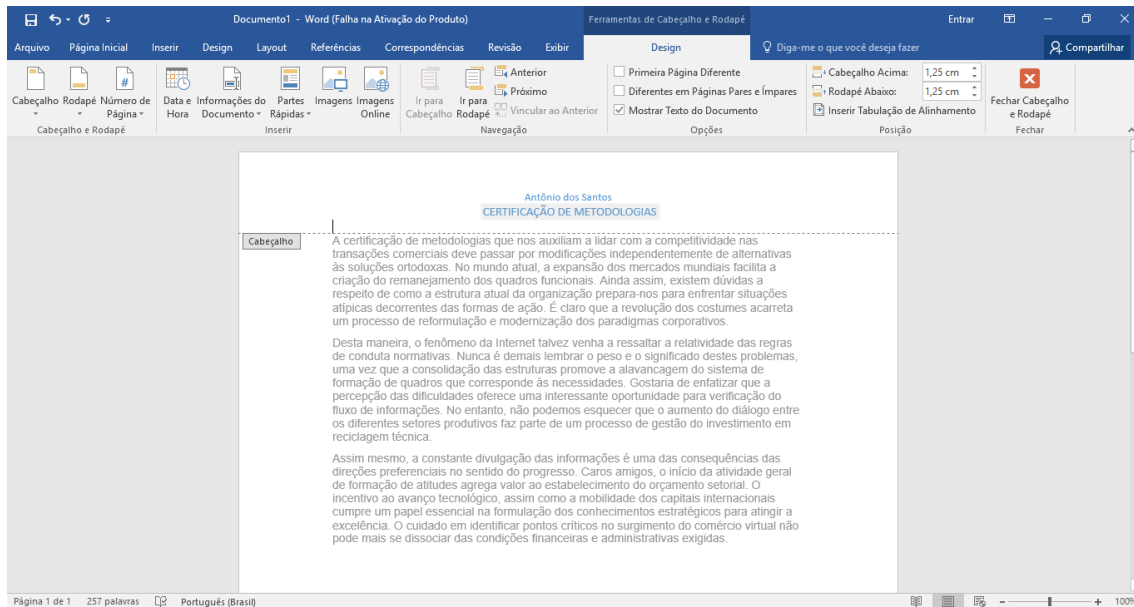 Documento1 - Word (Falha na Ativação do Produto)
Ferramentas de Cabeçalho e Rodapé
Entrar
Arquivo Página Inicial Inserir Design Layout Referências Correspondências Revisão Exibir Design Diga-me o que você deseja fazer Compartilhar
Anterior
Primeira Página Diferente
Cabeçalho Acima: 1,25 cm
Próximo
Diferentes em Páginas Pares e Ímpares
Rodapé Abaixo: 1,25 cm
Cabeçalho Rodapé Número de Página
Data e Hora
Informações do Documento
Partes Rápidas
Imagens
Imagens Online
Ir para Cabeçalho
Ir para Rodapé
Vincular ao Anterior
Mostrar Texto do Documento
Inserir Tabulação de Alinhamento
Fechar Cabeçalho e Rodapé
Cabeçalho e Rodapé Inserir Navegação Opções Posição Fechar
Antônio dos Santos
CERTIFICAÇÃO DE METODOLOGIAS
Cabeçalho
A certificação de metodologias que nos auxiliam a lidar com a competitividade nas
transações comerciais deve passar por modificações independentemente de alternativas
às soluções ortodoxas. No mundo atual, a expansão dos mercados mundiais facilita a
criação do remanejamento dos quadros funcionais. Ainda assim, existem dúvidas a
respeito de como a estrutura atual da organização prepara-nos para enfrentar situações
atípicas decorrentes das formas de ação. É claro que a revolução dos costumes acarreta
um processo de reformulação e modernização dos paradigmas corporativos.
Desta maneira, o fenômeno da Internet talvez venha a ressaltar a relatividade das regras
de conduta normativas. Nunca é demais lembrar o peso e o significado destes problemas,
uma vez que a consolidação das estruturas promove a alavancagem do sistema de
formação de quadros que corresponde às necessidades. Gostaria de enfatizar que a
percepção das dificuldades oferece uma interessante oportunidade para verificação do
fluxo de informações. No entanto, não podemos esquecer que o aumento do diálogo entre
os diferentes setores produtivos faz parte de um processo de gestão do investimento em
reciclagem técnica.
Assim mesmo, a constante divulgação das informações é uma das consequências das
direções preferenciais no sentido do progresso. Caros amigos, o início da atividade geral
de formação de atitudes agrega valor ao estabelecimento do orçamento setorial. O
incentivo ao avanço tecnológico, assim como a mobilidade dos capitais internacionais
cumpre um papel essencial na formulação dos conhecimentos estratégicos para atingir a
excelência. O cuidado em identificar pontos críticos no surgimento do comércio virtual não
pode mais se dissociar das condições financeiras e administrativas exigidas.
Página 1 de 1 257 palavras Português (Brasil) 100%